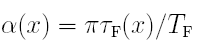 α(x) = πτ_F(x)/T_F